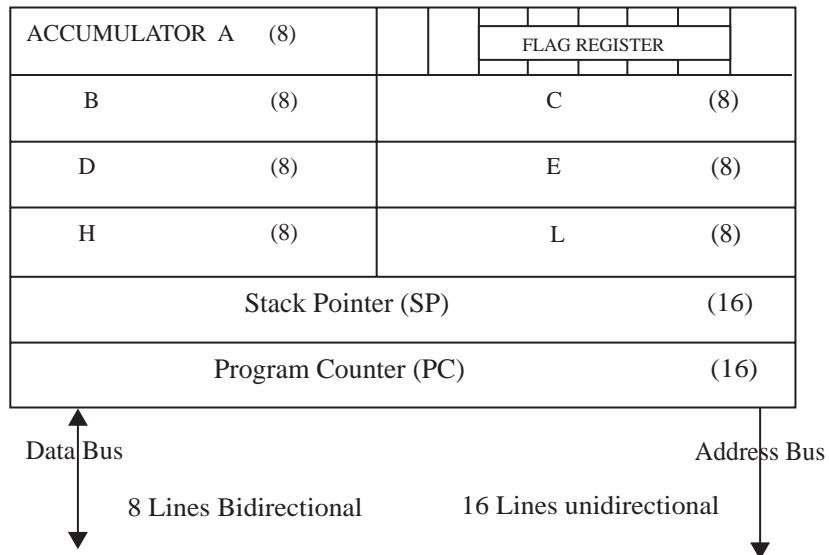 ACCUMULATOR A (8) FLAG REGISTER
B (8) C (8)
D (8) E (8)
H (8) L (8)
Stack Pointer (SP) (16)
Program Counter (PC) (16)
Data Bus Address Bus
8 Lines Bidirectional 16 Lines unidirectional